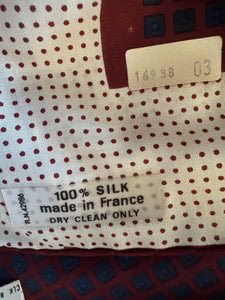 16938 03
100% SILK
made in France
DRY CLEAN ONLY